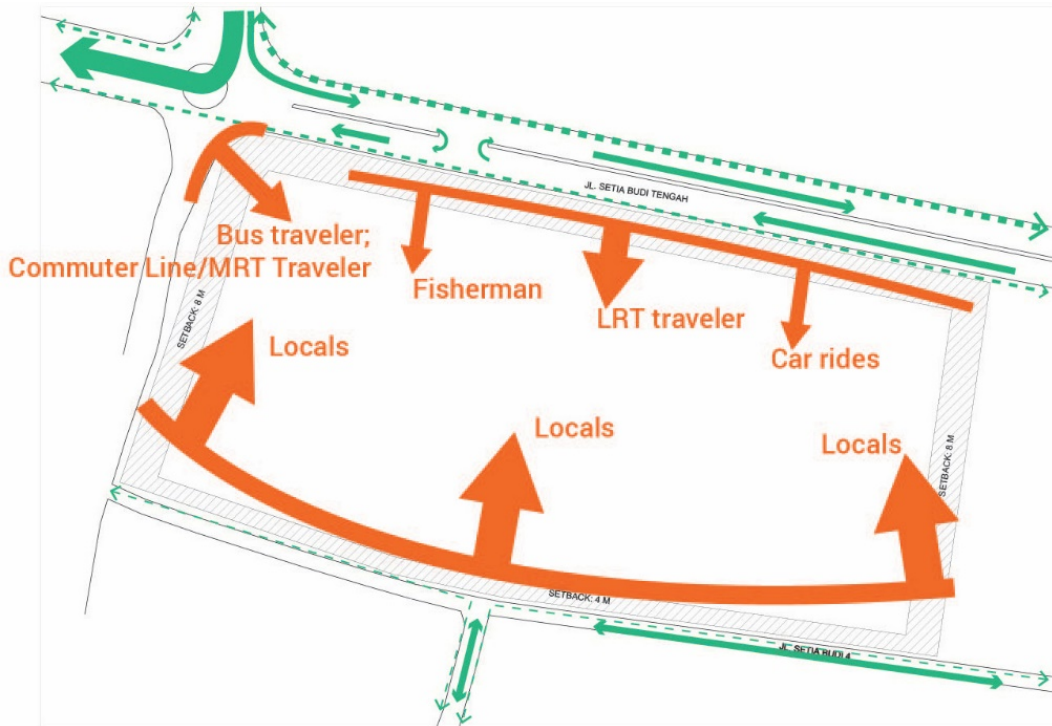 JL. SETIA BUDI TENGAH
Bus traveler;
Commuter Line/MRT Traveler
Fisherman
LRT traveler
Car rides
SETBACK: 8 M
Locals
Locals
Locals
SETBACK: 8 M
SETBACK: 4 M
JL. SETIA BUDI 4